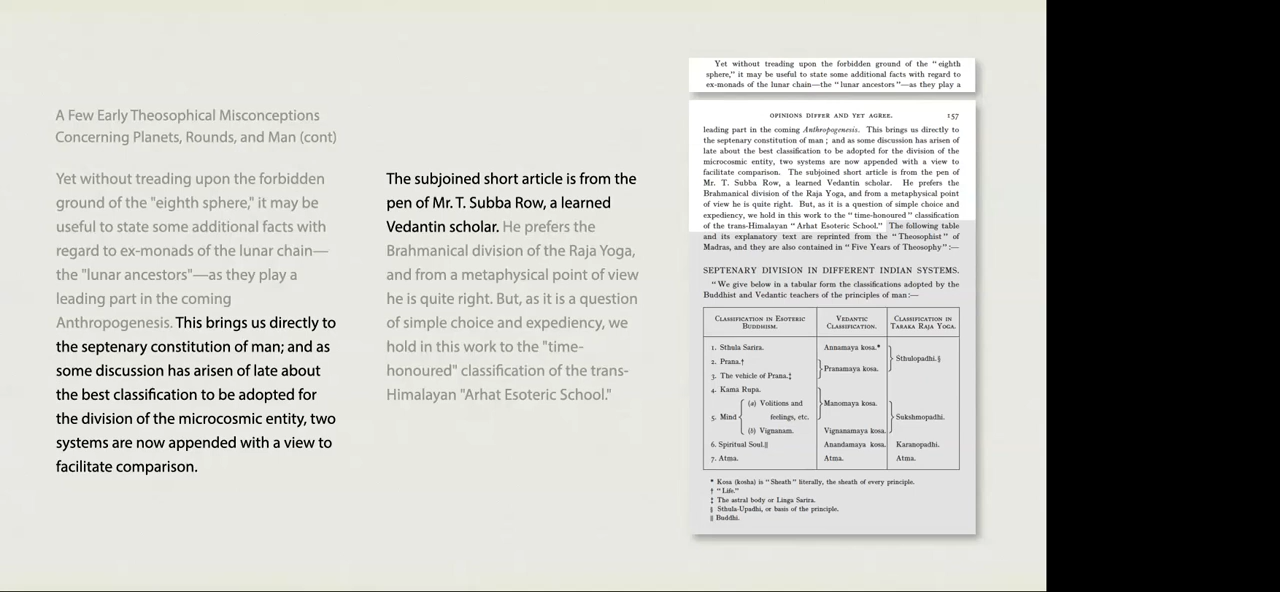 A Few Early Theosophical Misconceptions
Concerning Planets, Rounds, and Man (cont)
Yet without treading upon the forbidden
ground of the "eighth sphere," it may be
useful to state some additional facts with
regard to ex-monads of the lunar chain—
the "lunar ancestors"—as they play a
leading part in the coming
Anthropogenesis. This brings us directly to
the septenary constitution of man; and as
some discussion has arisen of late about
the best classification to be adopted for
the division of the microcosmic entity, two
systems are now appended with a view to
facilitate comparison.
The subjoined short article is from the
pen of Mr. T. Subba Row, a learned
Vedantin scholar. He prefers the
Brahmanical division of the Raja Yoga,
and from a metaphysical point of view
he is quite right. But, as it is a question
of simple choice and expediency, we
hold in this work to the "time-
honoured" classification of the trans-
Himalayan "Arhat Esoteric School."
Yet without treading upon the forbidden ground of the "eighth
sphere," it may be useful to state some additional facts with regard to
ex-monads of the lunar chain—the "lunar ancestors"—as they play a
OPINIONS DIFFER AND YET AGREE. 157
leading part in the coming Anthropogenesis. This brings us directly to
the septenary constitution of man; and as some discussion has arisen of
late about the best classification to be adopted for the division of the
microcosmic entity, two systems are now appended with a view to
facilitate comparison. The subjoined short article is from the pen of
Mr. T. Subba Row, a learned Vedantin scholar. He prefers the
Brahmanical division of the Raja Yoga, and from a metaphysical point
of view he is quite right. But, as it is a question of simple choice and
expediency, we hold in this work to the "time-honoured" classification
of the trans-Himalayan "Arhat Esoteric School." The following table
and its explanatory text are reprinted from the "Theosophist" of
Madras, and they are also contained in "Five Years of Theosophy":—
SEPTENARY DIVISION IN DIFFERENT INDIAN SYSTEMS.
"We give below in a tabular form the classifications adopted by the
Buddhist and Vedantic teachers of the principles of man:—
Classification in Esoteric Buddhism. Vedantic Classification. Classification in Taraka Raja Yoga.
1. Sthula Sarira. Annamaya kosa.*
Sthulopadhi.§
2. Prana.†
Pranamaya kosa.
3. The vehicle of Prana.‡
4. Kama Rupa.
(a) Volitions and Manomaya kosa.
5. Mind feelings, etc. Sukshmopadhi.
(b) Vignanam. Vignanamaya kosa.
6. Spiritual Soul.|| Anandamaya kosa. Karanopadhi.
7. Atma. Atma. Atma.
* Kosa (kosha) is "Sheath" literally, the sheath of every principle.
† "Life."
‡ The astral body or Linga Sarira.
§ Sthula-Upadhi, or basis of the principle.
|| Buddhi.